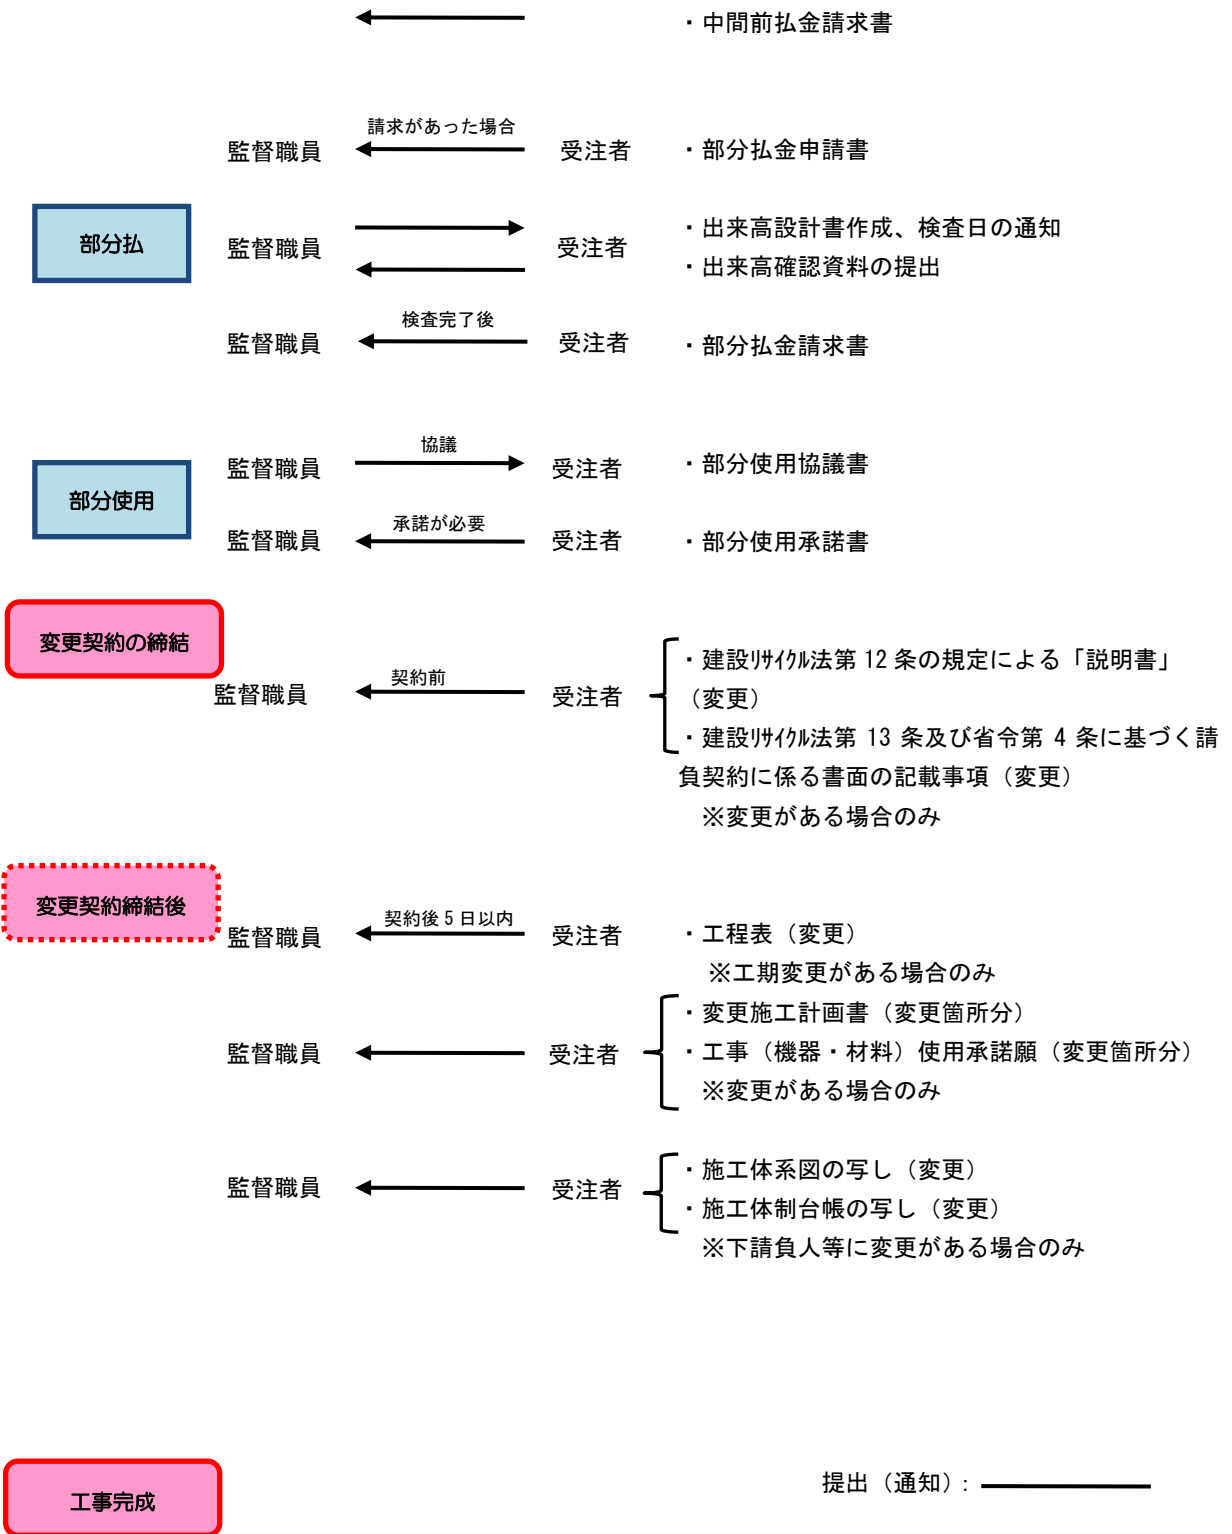 ・中間前払金請求書
請求があった場合
監督職員 受注者 ・部分払金申請書
部分払
監督職員 受注者 ・出来高設計書作成、検査日の通知
・出来高確認資料の提出
検査完了後
監督職員 受注者 ・部分払金請求書
部分使用
協議
監督職員 受注者 ・部分使用協議書
承諾が必要
監督職員 受注者 ・部分使用承諾書
変更契約の締結
契約前
監督職員 受注者 ・建設ﾘｻｲｸﾙ法第 12 条の規定による「説明書」
（変更）
・建設ﾘｻｲｸﾙ法第 13 条及び省令第 4 条に基づく請
負契約に係る書面の記載事項（変更）
※変更がある場合のみ
変更契約締結後
契約後 5 日以内
監督職員 受注者 ・工程表（変更）
※工期変更がある場合のみ
・変更施工計画書（変更箇所分）
監督職員 受注者 ・工事（機器・材料）使用承諾願（変更箇所分）
※変更がある場合のみ
・施工体系図の写し（変更）
監督職員 受注者 ・施工体制台帳の写し（変更）
※下請負人等に変更がある場合のみ
工事完成
提出（通知）: